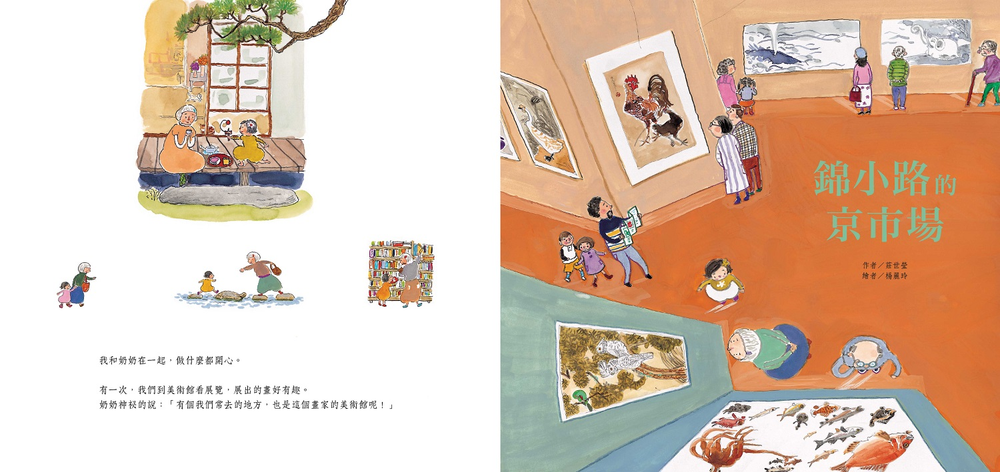 我和奶奶在一起，做什麼都開心。
有一次，我們到美術館看展覽，展出的畫好有趣。
奶奶神秘的說：「有個我們常去的地方，也是這個畫家的美術館呢！」
錦小路的
京市場
作者／莊世瑩
繪者／楊麗玲